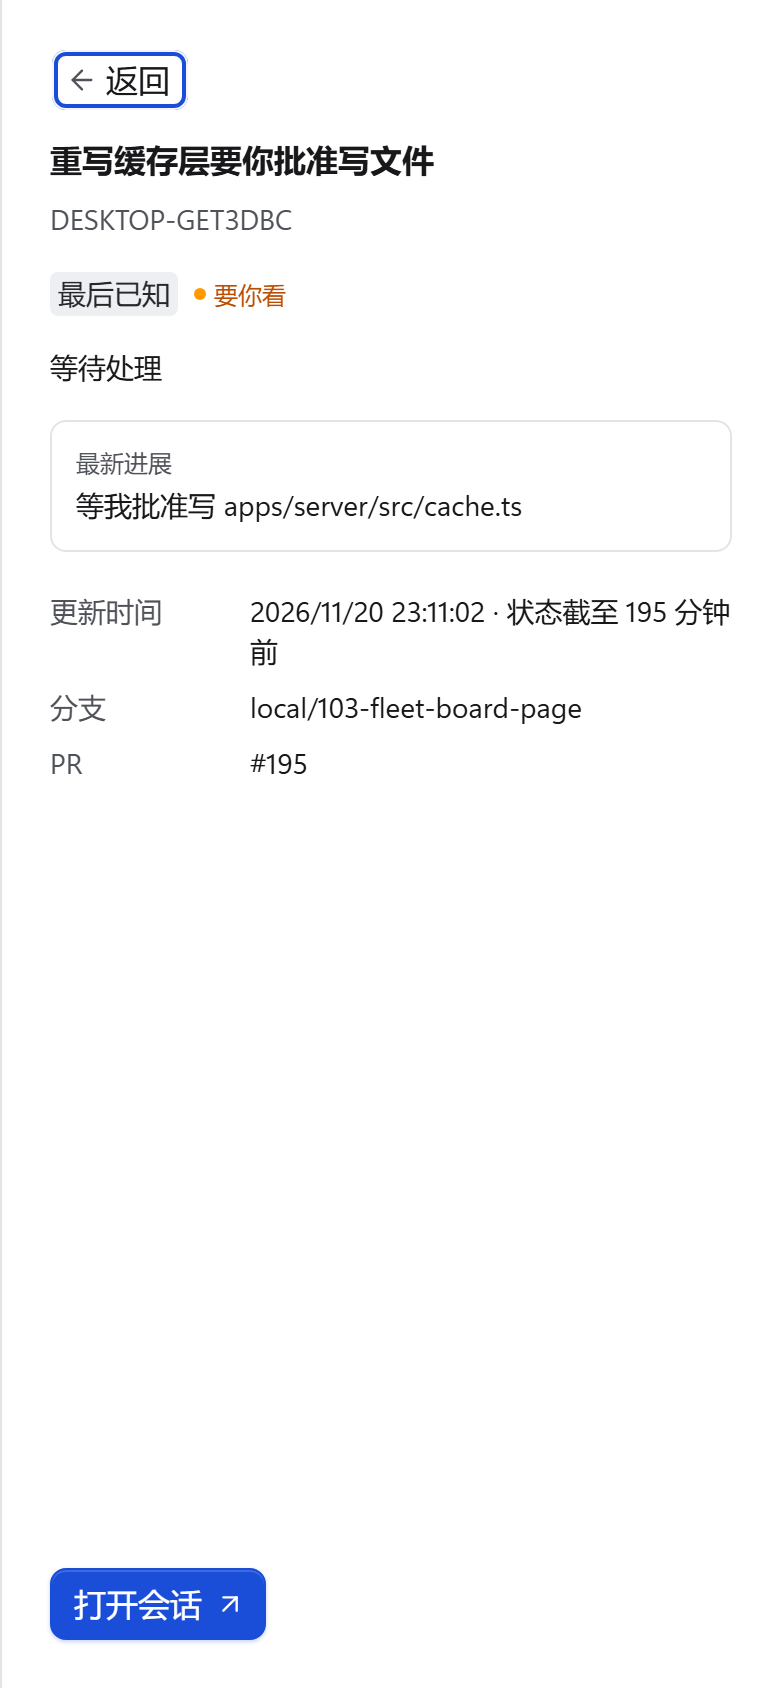 ← 返回
重写缓存层要你批准写文件
DESKTOP-GET3DBC
最后已知 要你看
等待处理
最新进展
等我批准写 apps/server/src/cache.ts
更新时间 2026/11/20 23:11:02 · 状态截至 195 分钟
前
分支 local/103-fleet-board-page
PR #195
打开会话 ↗